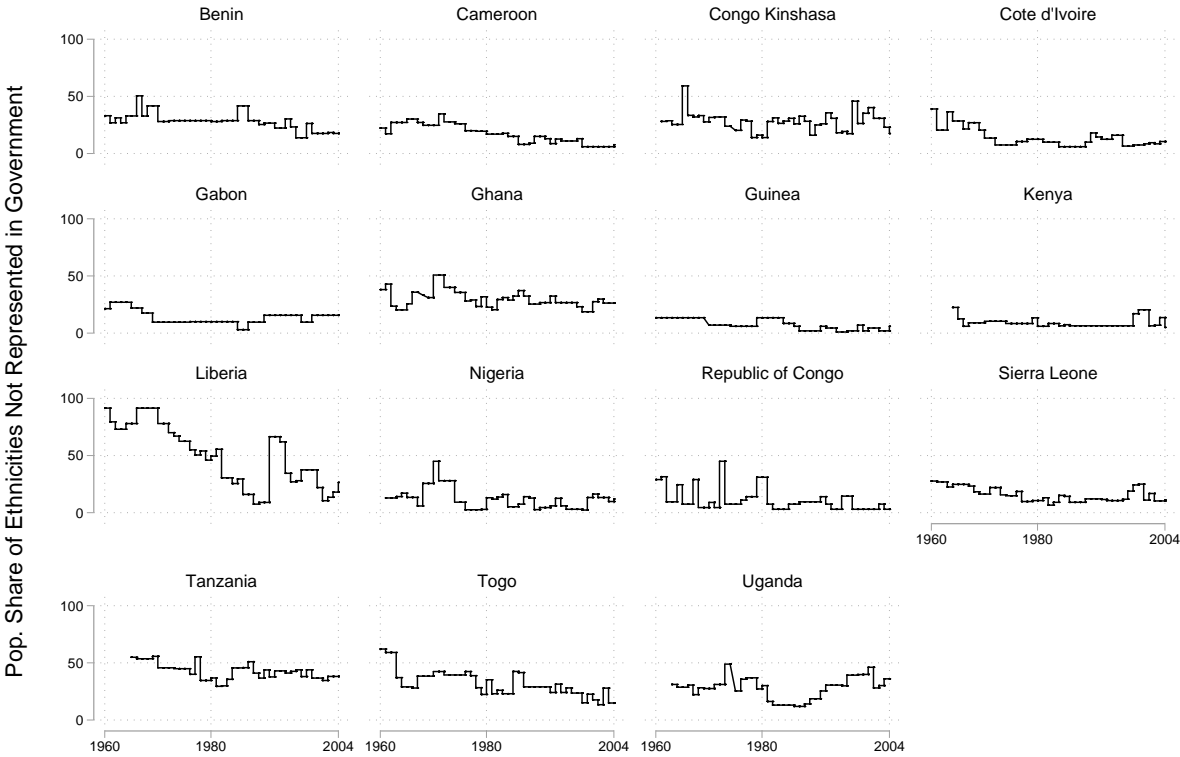 Pop. Share of Ethnicities Not Represented in Government
Benin Cameroon Congo Kinshasa Cote d'Ivoire
100
50
0
Gabon Ghana Guinea Kenya
100
50
0
Liberia Nigeria Republic of Congo Sierra Leone
100
50
0
1960 1980 2004
Tanzania Togo Uganda
100
50
0
1960 1980 2004 1960 1980 2004 1960 1980 2004